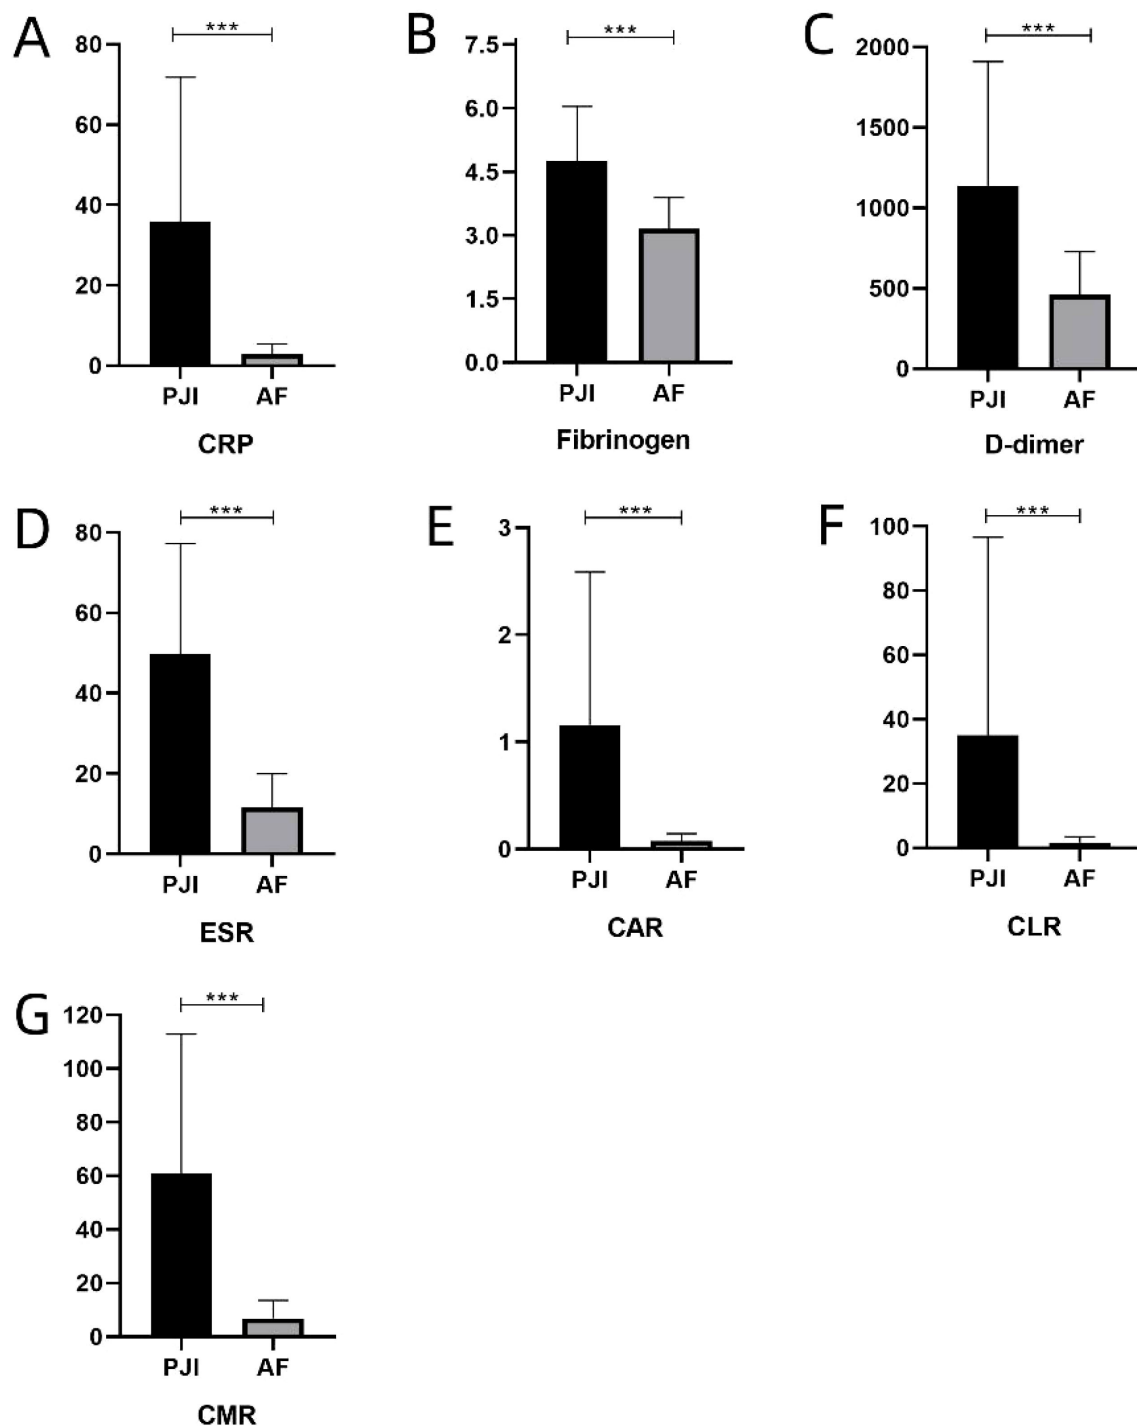 A
***
80
60
40
20
0
PJI AF
CRP
B
***
7.5
6.0
4.5
3.0
1.5
0.0
PJI AF
Fibrinogen
C
***
2000
1500
1000
500
0
PJI AF
D-dimer
D
***
80
60
40
20
0
PJI AF
ESR
E
***
3
2
1
0
PJI AF
CAR
F
***
100
80
60
40
20
0
PJI AF
CLR
G
***
120
100
80
60
40
20
0
PJI AF
CMR